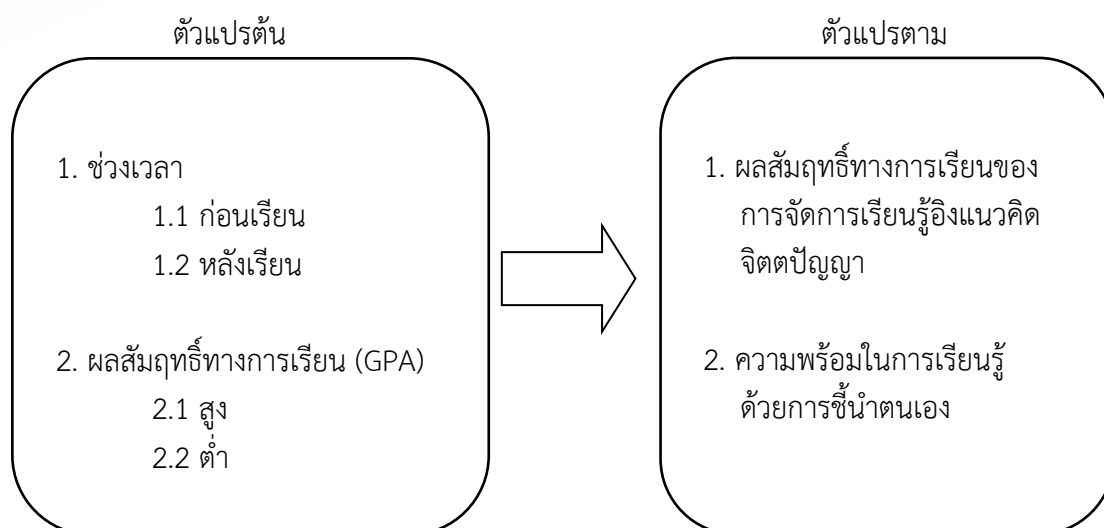 ตัวแปรต้น
1. ช่วงเวลา
1.1 ก่อนเรียน
1.2 หลังเรียน
2. ผลสัมฤทธิ์ทางการเรียน (GPA)
2.1 สูง
2.2 ต่ำ
ตัวแปรตาม
1. ผลสัมฤทธิ์ทางการเรียนของ
การจัดการเรียนรู้อิงแนวคิด
จิตตปัญญา
2. ความพร้อมในการเรียนรู้
ด้วยการชี้นำตนเอง